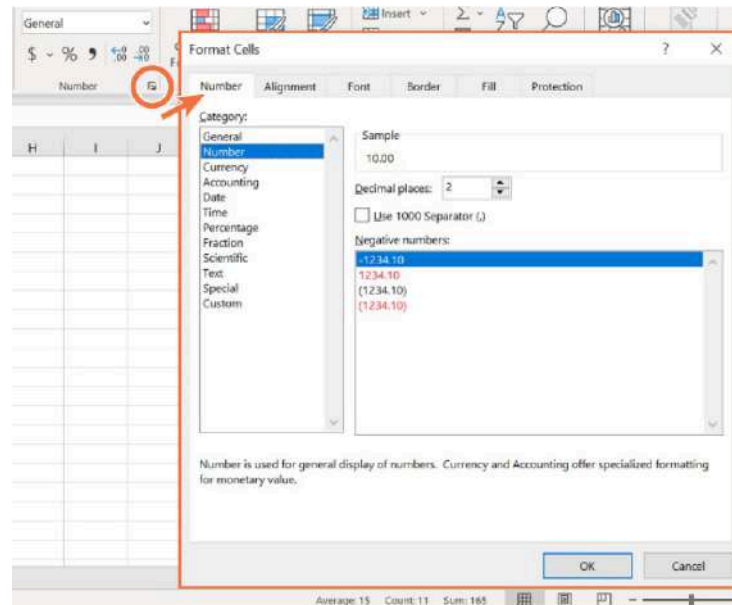 General
Insert
$ % 9 .00 .00
Number
H I J
Format Cells ? ×
Number Alignment Font Border Fill Protection
Category:
General
Number
Currency
Accounting
Date
Time
Percentage
Fraction
Scientific
Text
Special
Custom
Sample
10.00
Decimal places: 2
Use 1000 Separator (,)
Negative numbers:
-1234.10
1234.10
(1234.10)
(1234.10)
Number is used for general display of numbers. Currency and Accounting offer specialized formatting
for monetary value.
OK Cancel
Average: 15 Count: 11 Sum: 165